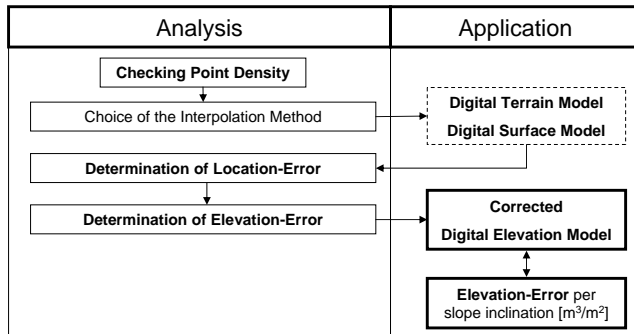 Analysis
Application
Checking Point Density
Choice of the Interpolation Method
Digital Terrain Model
Digital Surface Model
Determination of Location-Error
Determination of Elevation-Error
Corrected
Digital Elevation Model
Elevation-Error per
slope inclination [m³/m²]